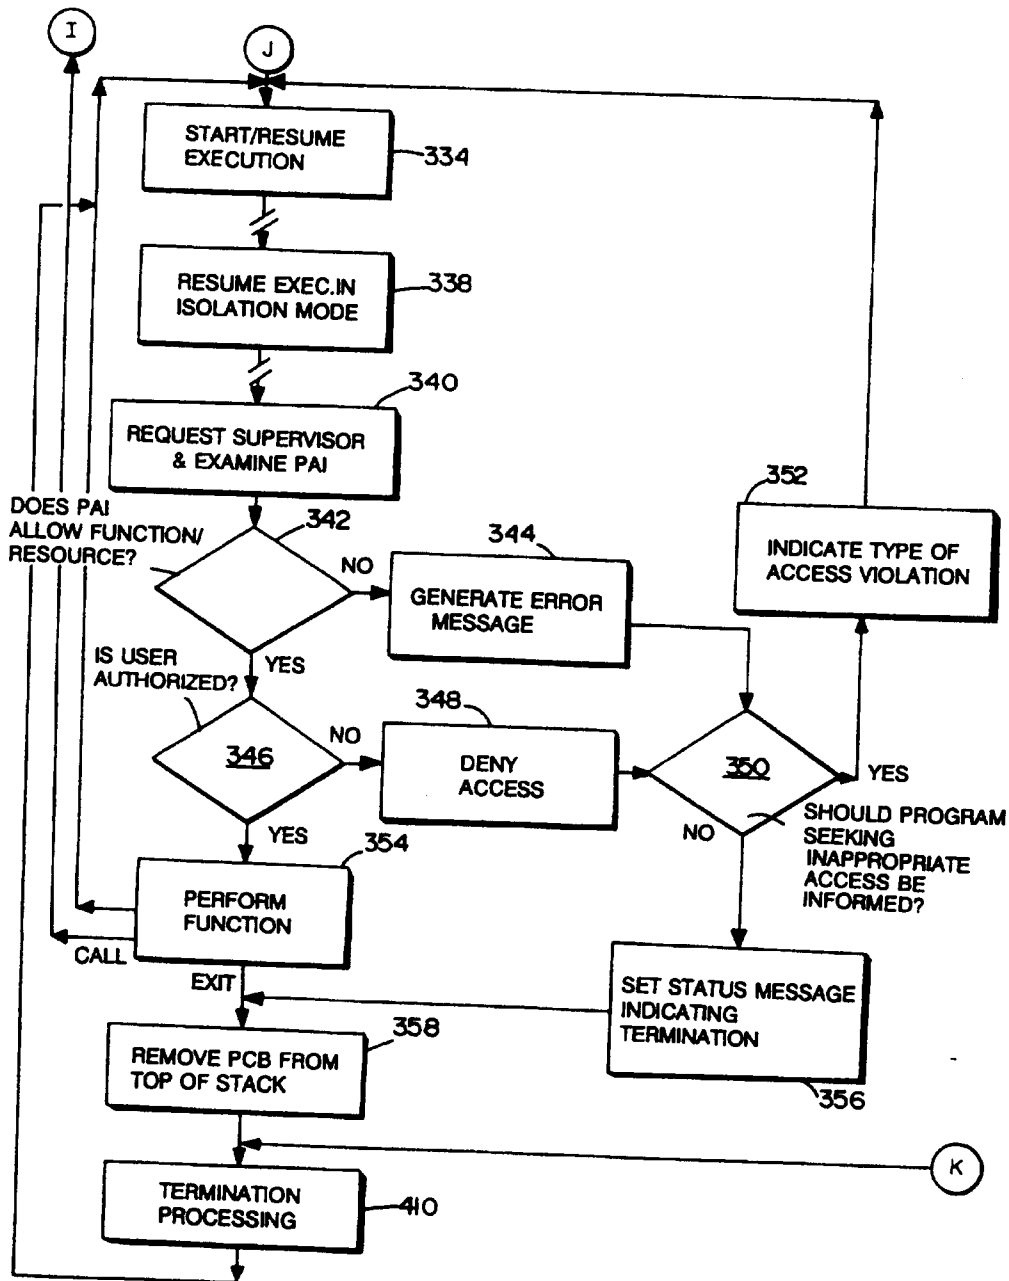 I
J
START/RESUME
EXECUTION
334
RESUME EXEC.IN
ISOLATION MODE
338
340
REQUEST SUPERVISOR
& EXAMINE PAI
DOES PAI
ALLOW FUNCTION/
RESOURCE?
342
NO
YES
344
GENERATE ERROR
MESSAGE
352
INDICATE TYPE OF
ACCESS VIOLATION
IS USER
AUTHORIZED?
346
NO
YES
348
DENY
ACCESS
350
YES
NO
SHOULD PROGRAM
SEEKING
INAPPROPRIATE
ACCESS BE
INFORMED?
354
PERFORM
FUNCTION
CALL
EXIT
SET STATUS MESSAGE
INDICATING
TERMINATION
356
358
REMOVE PCB FROM
TOP OF STACK
K
TERMINATION
PROCESSING
410